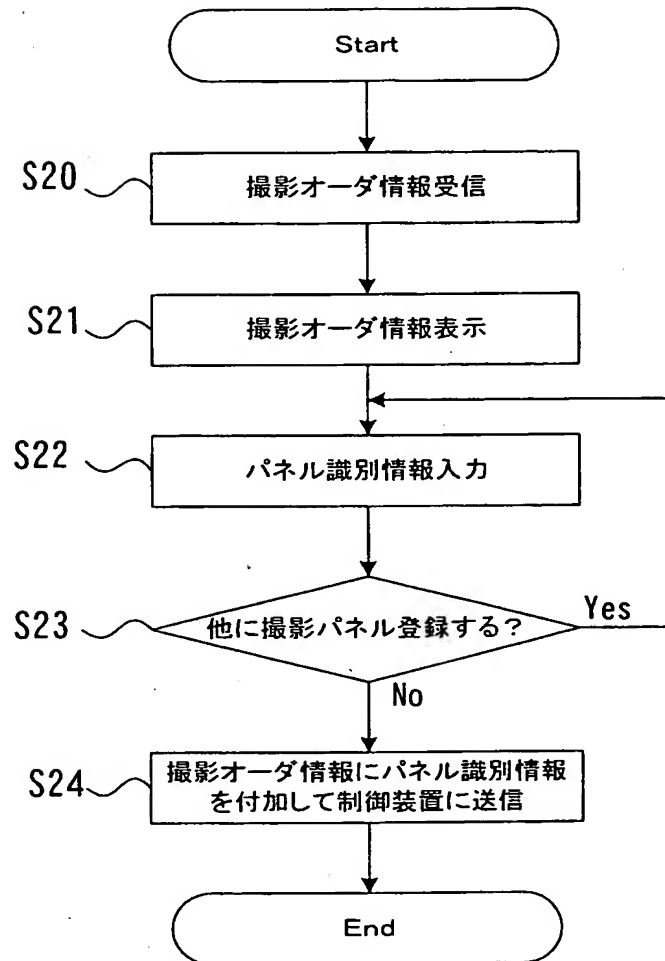 Start
S20
撮影オーダ情報受信
S21
撮影オーダ情報表示
S22
パネル識別情報入力
S23
他に撮影パネル登録する?
Yes
No
S24
撮影オーダ情報にパネル識別情報
を付加して制御装置に送信
End